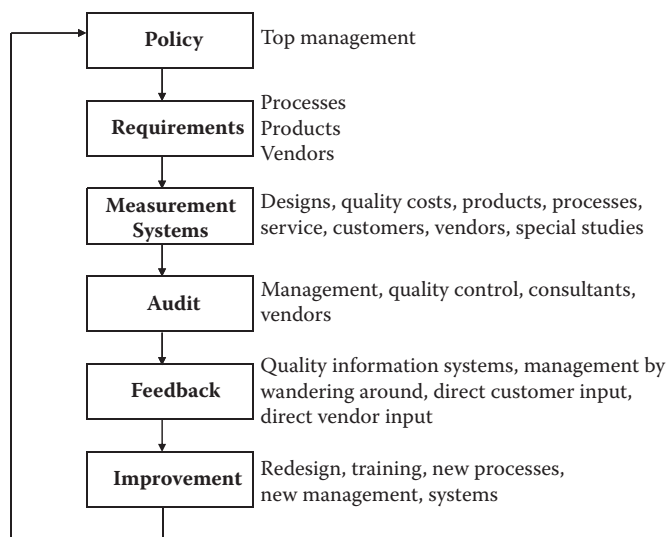 Policy
Top management
Requirements
Processes
Products
Vendors
Measurement
Systems
Designs, quality costs, products, processes,
service, customers, vendors, special studies
Audit
Management, quality control, consultants,
vendors
Feedback
Quality information systems, management by
wandering around, direct customer input,
direct vendor input
Improvement
Redesign, training, new processes,
new management, systems